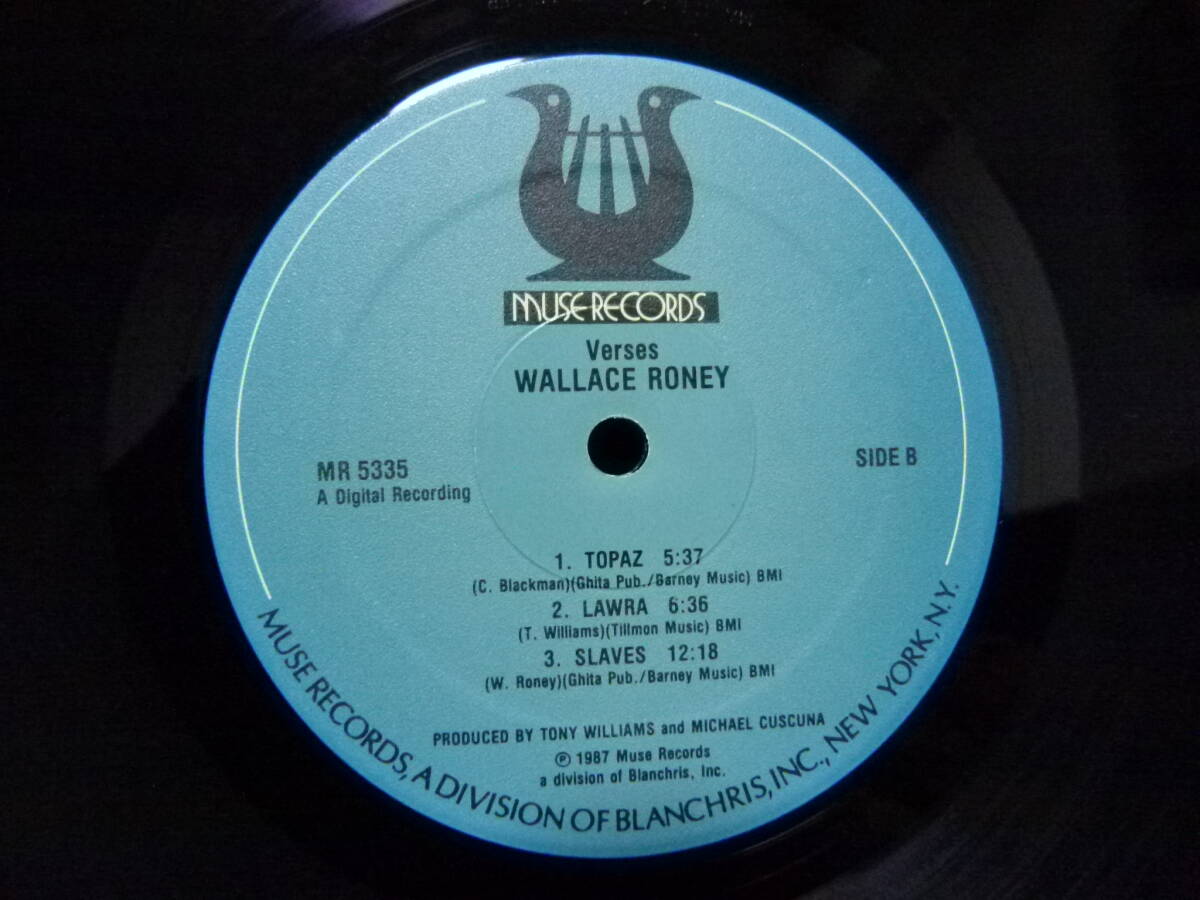 MUSE RECORDS
Verses
WALLACE RONEY
MR 5335
A Digital Recording
SIDE B
1. TOPAZ 5:37
(C. Blackman)(Ghita Pub./Barney Music) BMI
2. LAWRA 6:36
(T. Williams)(Tillmon Music) BMI
3. SLAVES 12:18
(W. Roney)(Ghita Pub./Barney Music) BMI
PRODUCED BY TONY WILLIAMS and MICHAEL CUSCUNA
℗ 1987 Muse Records
a division of Blanchris, Inc.
MUSE RECORDS, A DIVISION OF BLANCHRIS, INC., NEW YORK, N.Y.